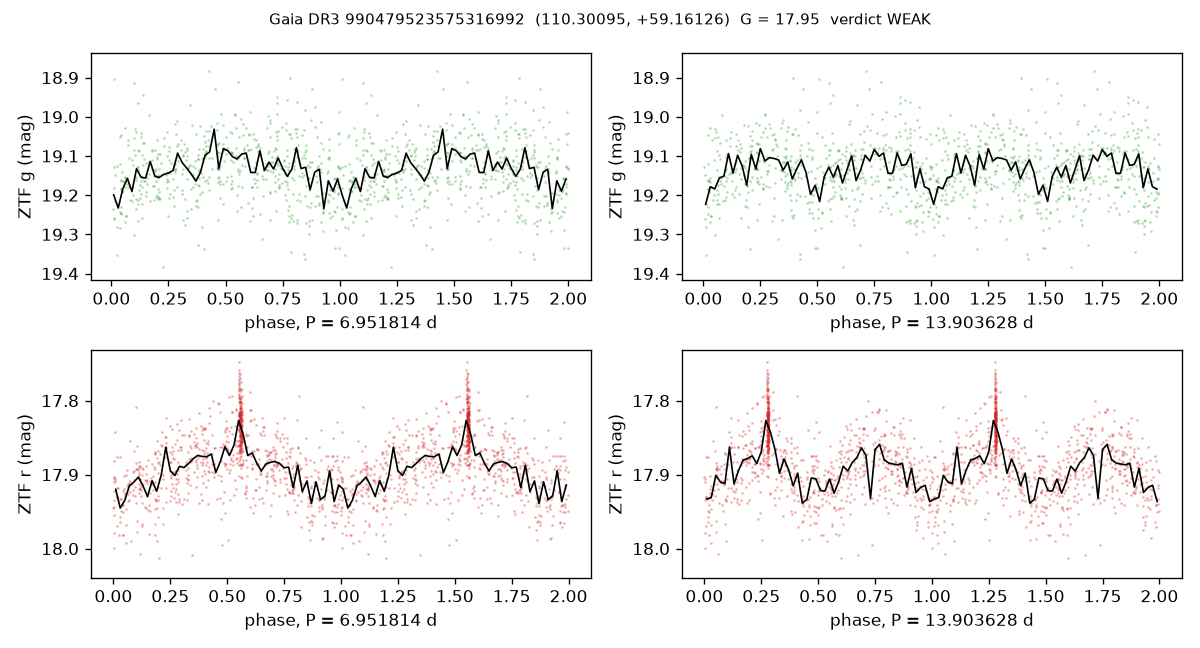 Gaia DR3 990479523575316992 (110.30095, +59.16126) G = 17.95 verdict WEAK
ZTF g (mag)
18.9
19.0
19.1
19.2
19.3
19.4
0.00 0.25 0.50 0.75 1.00 1.25 1.50 1.75 2.00
phase, P = 6.951814 d
ZTF g (mag)
18.9
19.0
19.1
19.2
19.3
19.4
0.00 0.25 0.50 0.75 1.00 1.25 1.50 1.75 2.00
phase, P = 13.903628 d
ZTF r (mag)
17.8
17.9
18.0
0.00 0.25 0.50 0.75 1.00 1.25 1.50 1.75 2.00
phase, P = 6.951814 d
ZTF r (mag)
17.8
17.9
18.0
0.00 0.25 0.50 0.75 1.00 1.25 1.50 1.75 2.00
phase, P = 13.903628 d